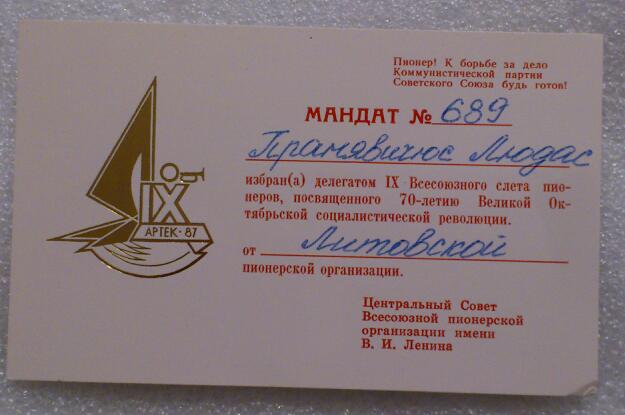 Пионер! К борьбе за дело
Коммунистической партии
Советского Союза будь готов!
МАНДАТ № 689
Прамявичюс Людас
избран(а) делегатом IX Всесоюзного слета пио-
неров, посвященного 70-летию Великой Ок-
тябрьской социалистической революции.
от Литовской
пионерской организации.
Центральный Совет
Всесоюзной пионерской
организации имени
В. И. Ленина
IX
АРТЕК-87